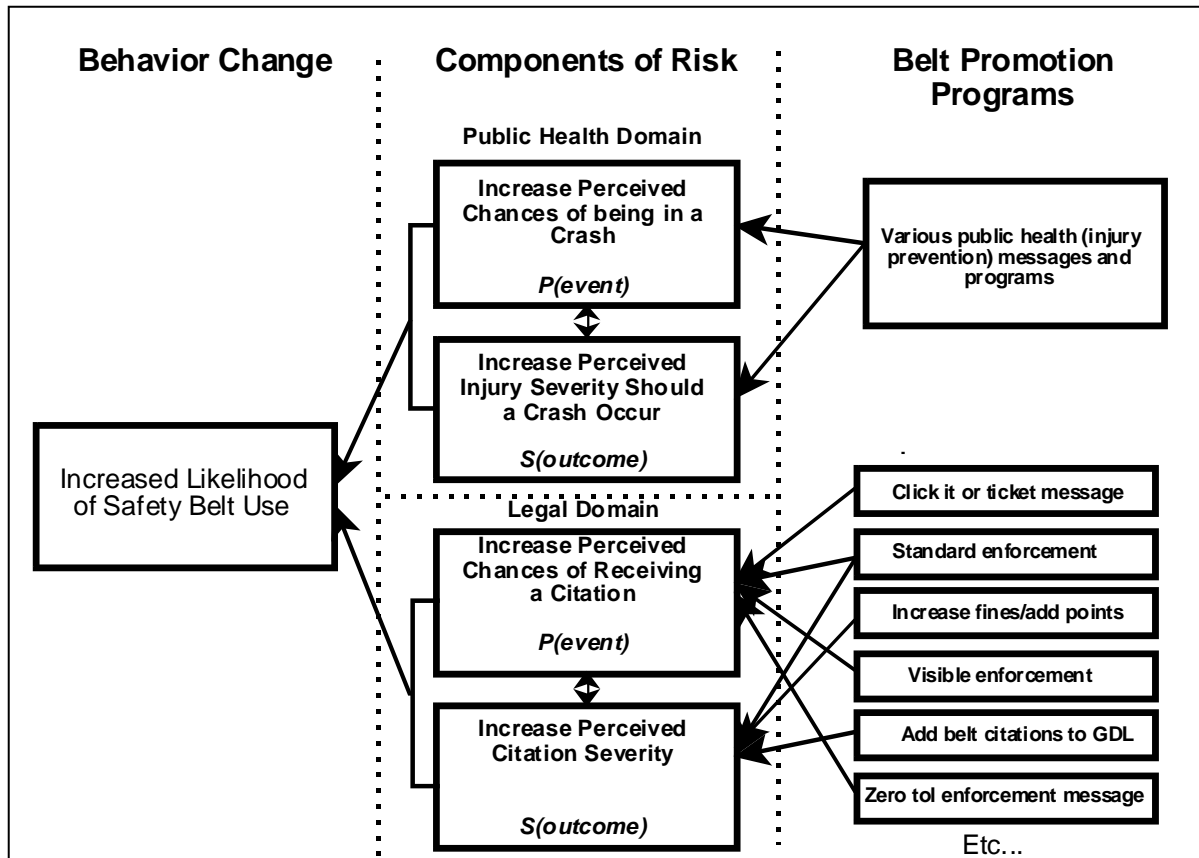 Behavior Change
Components of Risk
Belt Promotion
Programs
Public Health Domain
Increase Perceived
Chances of being in a
Crash
P(event)
Increase Perceived
Injury Severity Should
a Crash Occur
S(outcome)
Various public health (injury
prevention) messages and
programs
Increased Likelihood
of Safety Belt Use
Legal Domain
Increase Perceived
Chances of Receiving
a Citation
P(event)
Increase Perceived
Citation Severity
S(outcome)
Click it or ticket message
Standard enforcement
Increase fines/add points
Visible enforcement
Add belt citations to GDL
Zero tol enforcement message
Etc...